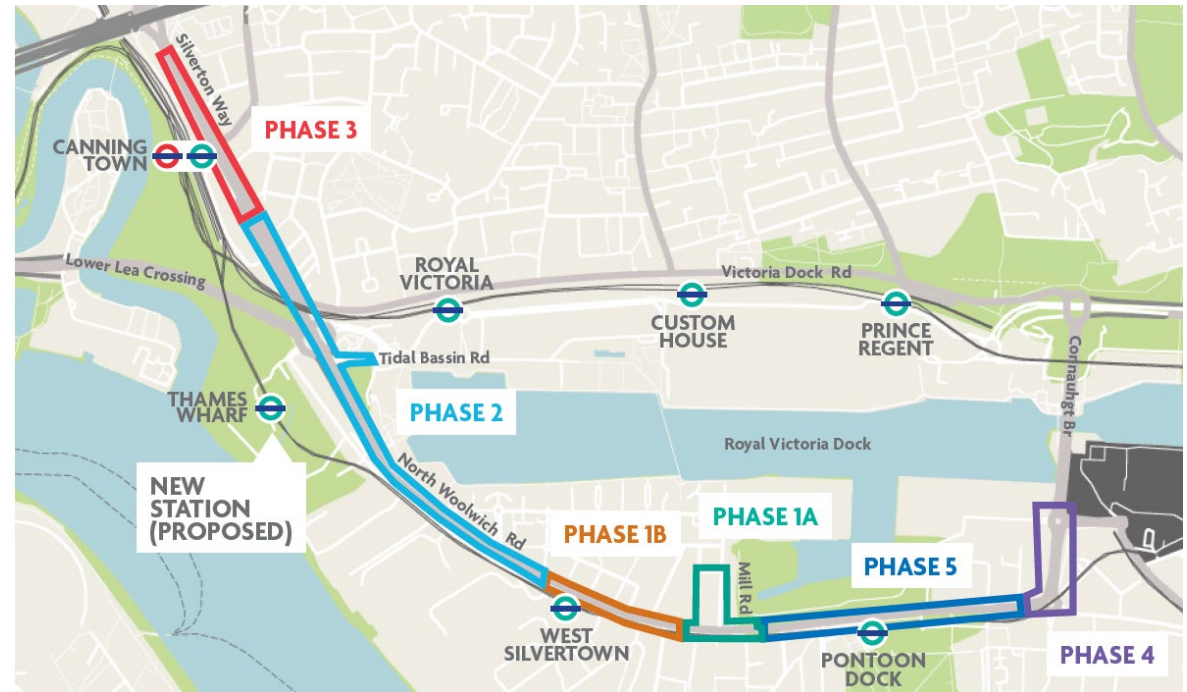 Silverton Way
PHASE 3
CANNING
TOWN
Lower Lea Crossing
ROYAL
VICTORIA
Victoria Dock Rd
CUSTOM
HOUSE
PRINCE
REGENT
Connauhgt Br
Tidal Bassin Rd
THAMES
WHARF
PHASE 2
Royal Victoria Dock
NEW
STATION
(PROPOSED)
North Woolwich Rd
PHASE 1B
PHASE 1A
Mill Rd
PHASE 5
WEST
SILVERTOWN
PONTOON
DOCK
PHASE 4